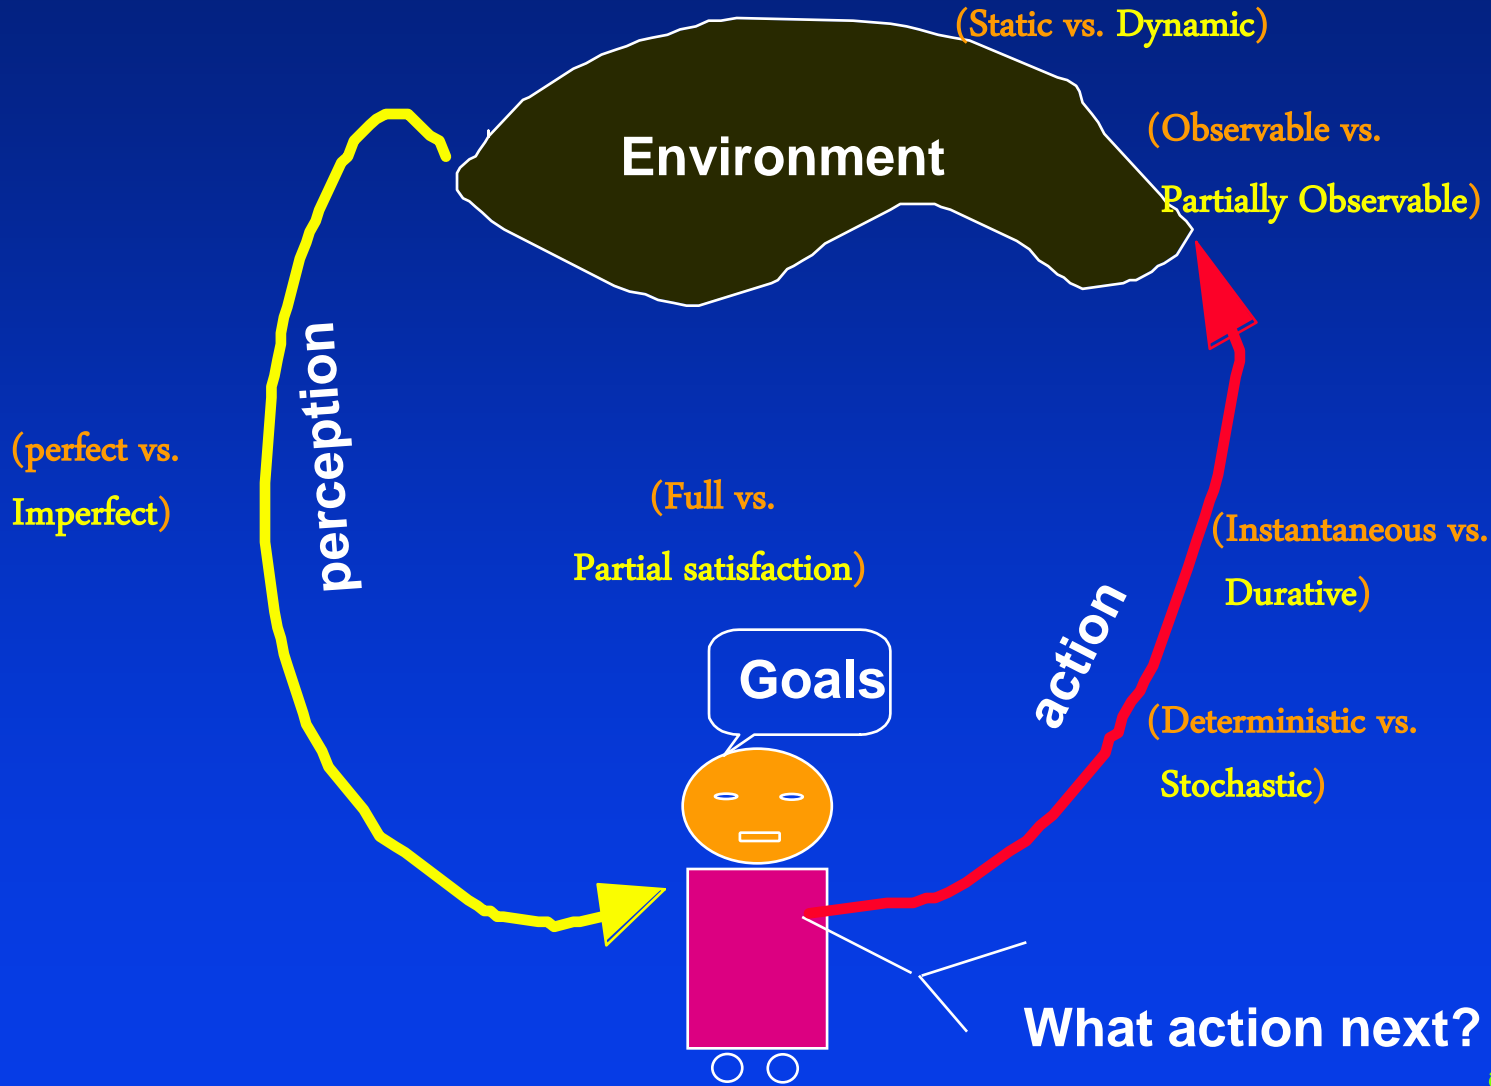 (Static vs. Dynamic)
Environment
(Observable vs.
Partially Observable)
perception
(perfect vs.
Imperfect)
(Full vs.
Partial satisfaction)
(Instantaneous vs.
Durative)
action
Goals
(Deterministic vs.
Stochastic)
What action next?